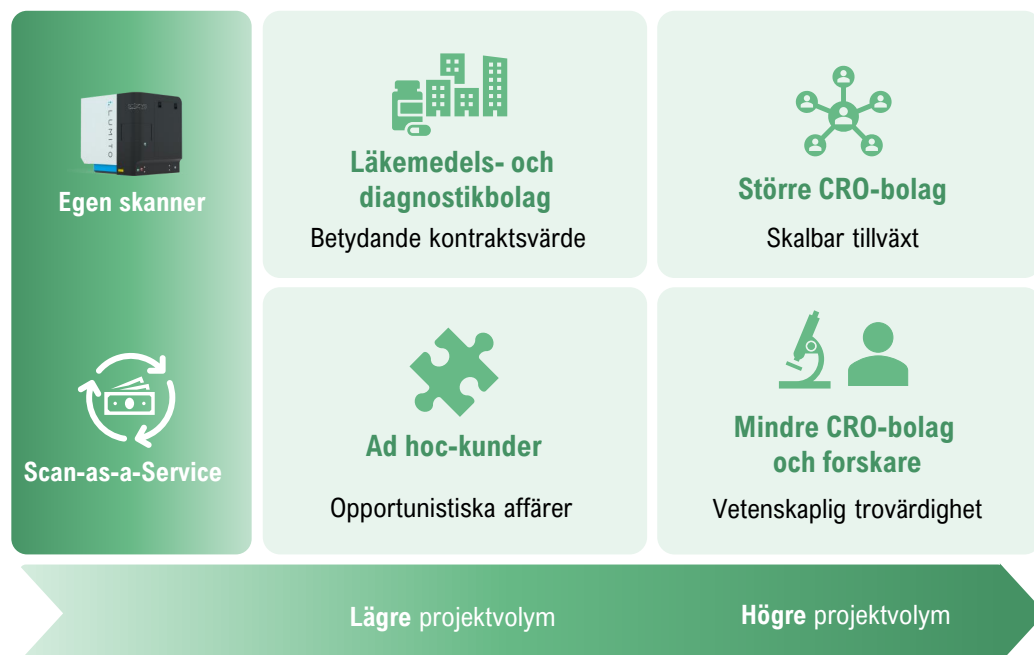 LUMITO
Egen skanner
Läkemedels- och
diagnostikbolag
Betydande kontraktsvärde
Större CRO-bolag
Skalbar tillväxt
Scan-as-a-Service
Ad hoc-kunder
Opportunistiska affärer
Mindre CRO-bolag
och forskare
Vetenskaplig trovärdighet
Lägre projektvolym
Högre projektvolym